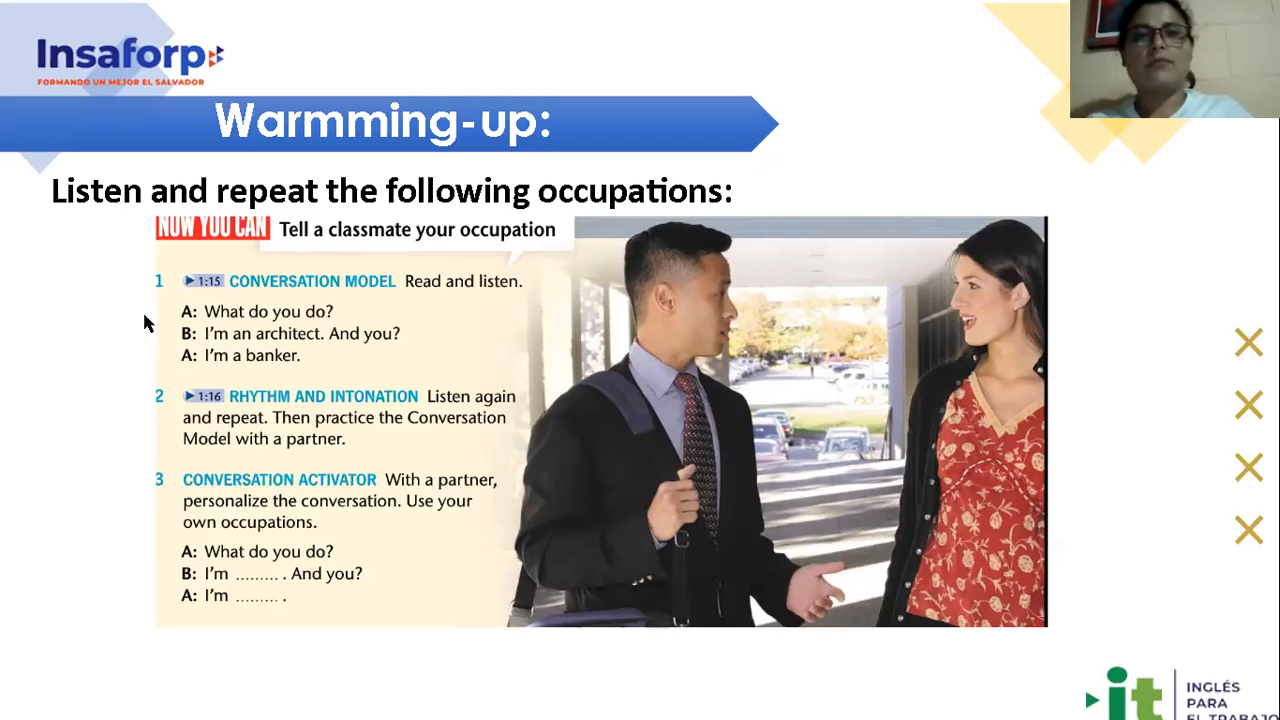 Insaforp
FORMANDO UN MEJOR EL SALVADOR
Warmming-up:
Listen and repeat the following occupations:
NOW YOU CAN Tell a classmate your occupation
1 1:15 CONVERSATION MODEL Read and listen.
A: What do you do?
B: I'm an architect. And you?
A: I'm a banker.
2 1:16 RHYTHM AND INTONATION Listen again
and repeat. Then practice the Conversation
Model with a partner.
3 CONVERSATION ACTIVATOR With a partner,
personalize the conversation. Use your
own occupations.
A: What do you do?
B: I'm ......... . And you?
A: I'm ......... .
it
INGLÉS
PARA
EL TRABAJO